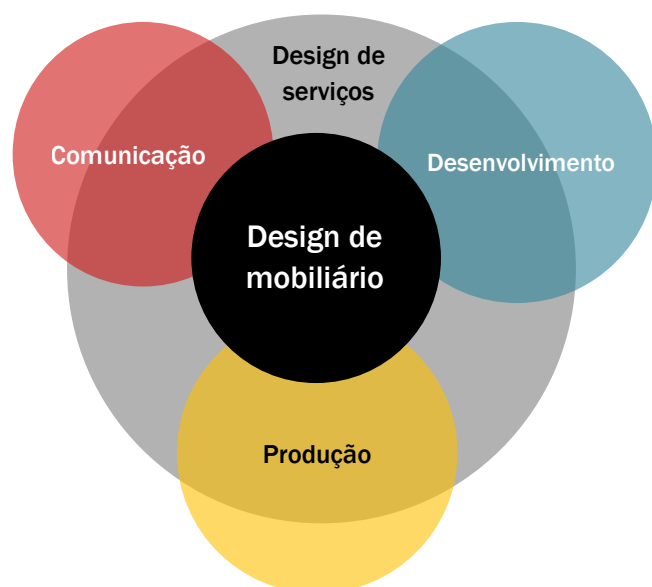 Design de
serviços
Comunicação
Desenvolvimento
Design de
mobiliário
Produção